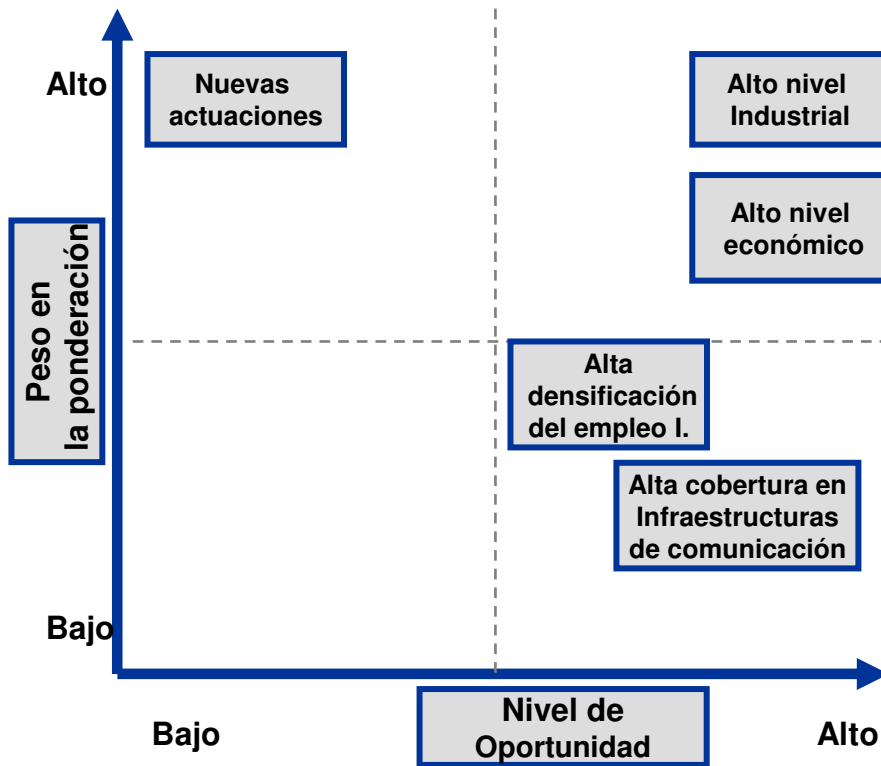 Alto
Nuevas
actuaciones
Alto nivel
Industrial
Alto nivel
económico
Peso en
la ponderación
Alta
densificación
del empleo I.
Alta cobertura en
Infraestructuras
de comunicación
Bajo
Bajo
Nivel de
Oportunidad
Alto